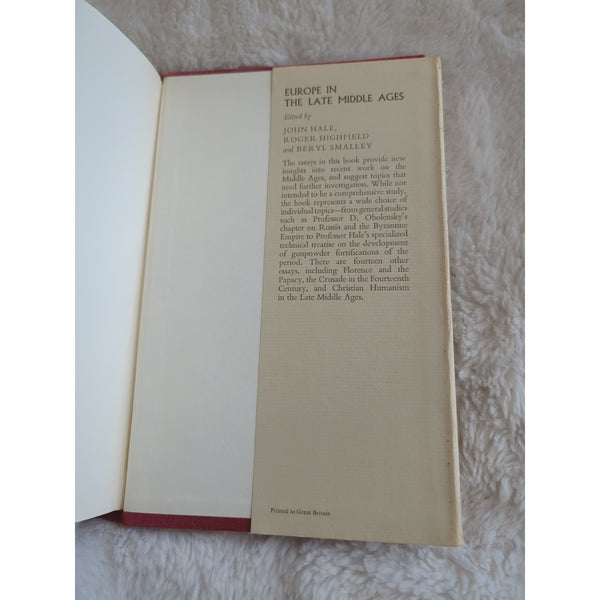 EUROPE IN
THE LATE MIDDLE AGES
Edited by
JOHN HALE,
ROGER HIGHFIELD
and BERYL SMALLEY
The essays in this book provide new
insights into recent work on the
Middle Ages, and suggest topics that
need further investigation. While not
intended to be a comprehensive study,
the book represents a wide choice of
individual topics—from general studies
such as Professor D. Obolensky's
chapter on Russia and the Byzantine
Empire to Professor Hale's specialized
technical treatise on the development
of gunpowder fortifications of the
period. There are fourteen other
essays, including Florence and the
Papacy, the Crusade in the Fourteenth
Century, and Christian Humanism
in the Late Middle Ages.
Printed in Great Britain